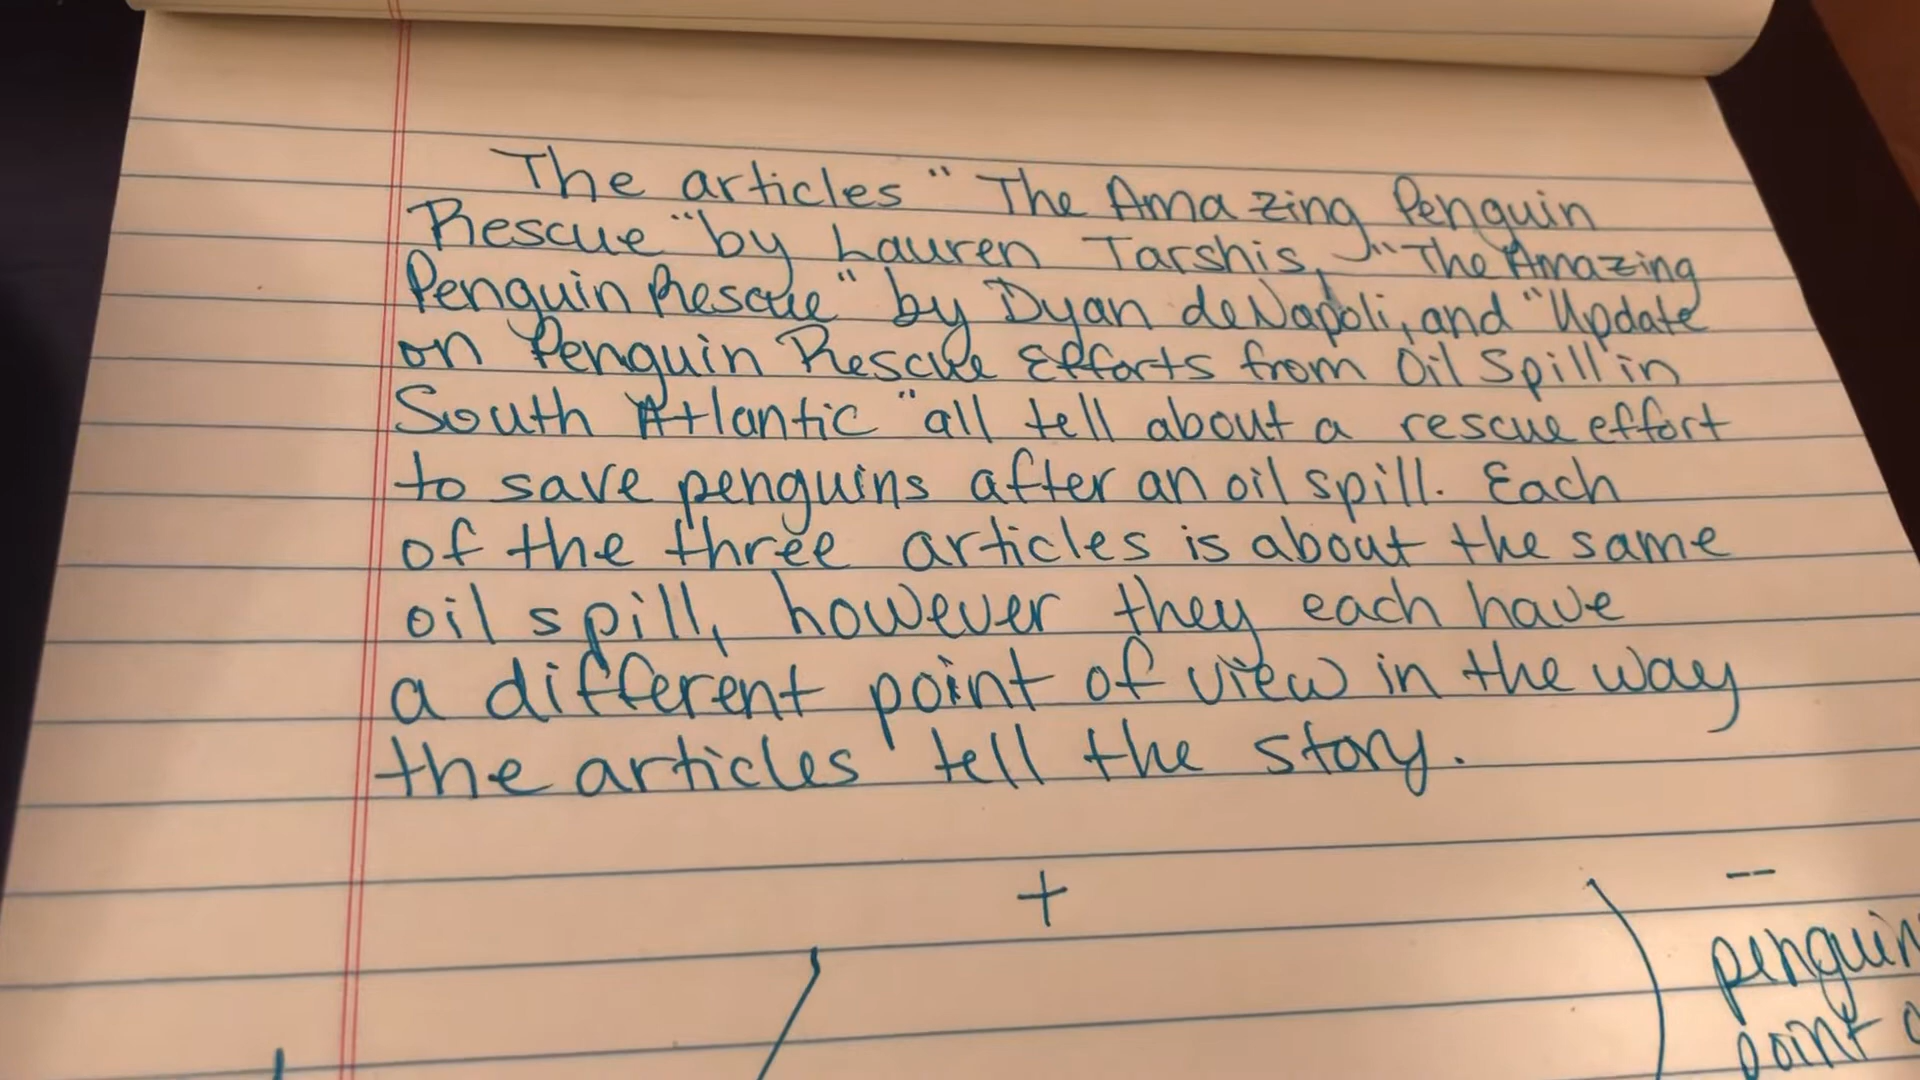 The articles "The Amazing Penguin
Rescue" by Lauren Tarshis, "The Amazing
Penguin Rescue" by Dyan deNapoli, and "Update
on Penguin Rescue Efforts from Oil Spill in
South Atlantic" all tell about a rescue effort
to save penguins after an oil spill. Each
of the three articles is about the same
oil spill, however they each have
a different point of view in the way
the articles tell the story.
+
--
penguin
point